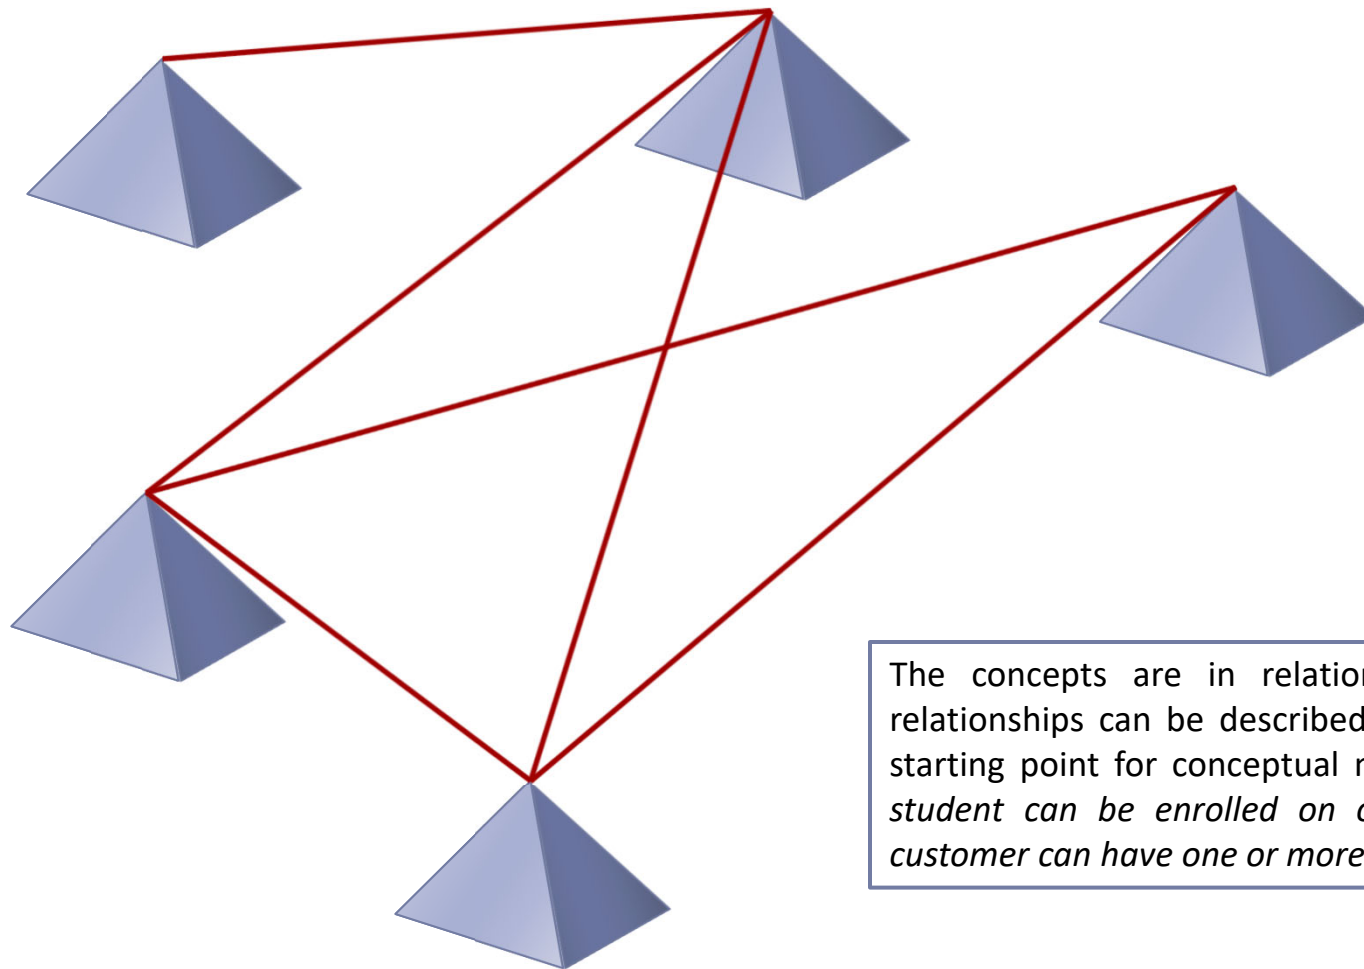 The concepts are in relation
relationships can be described
starting point for conceptual
student can be enrolled on
customer can have one or more